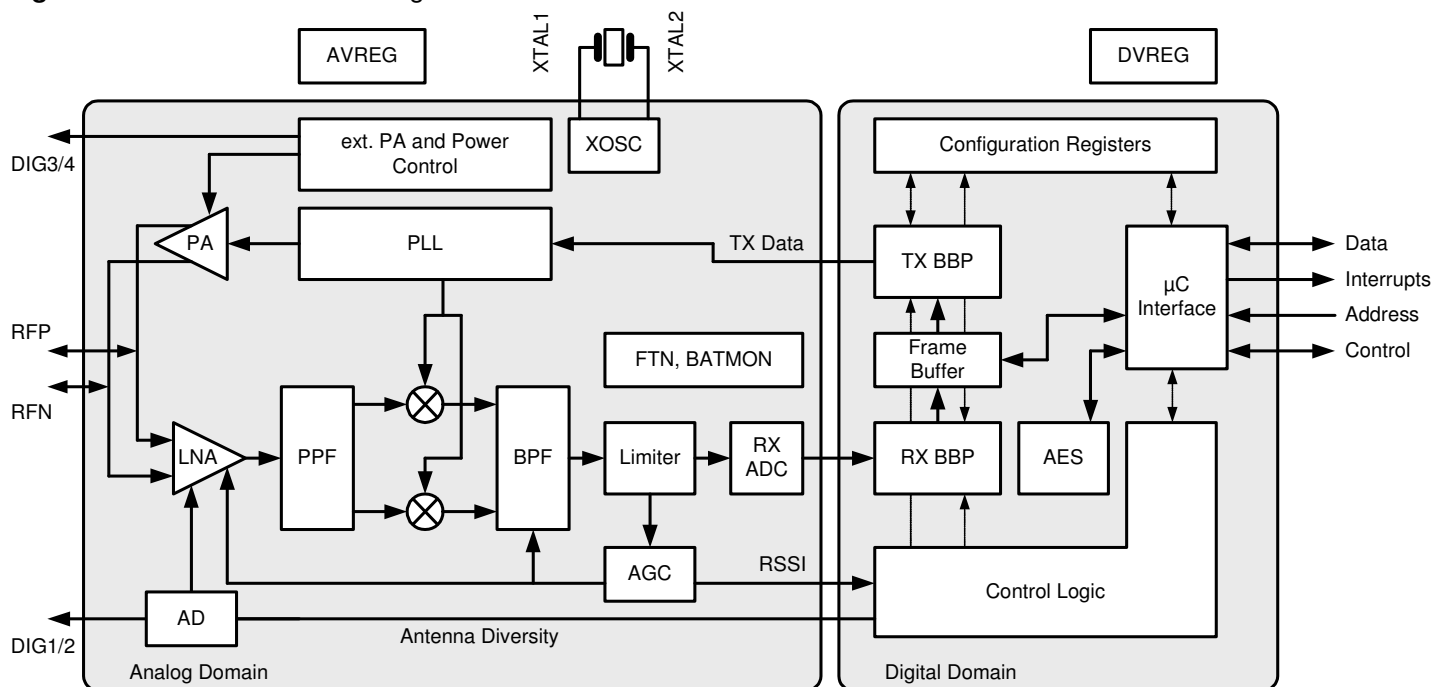 XTAL1
XTAL2
AVREG
DVREG
ext. PA and Power
Control
XOSC
Configuration Registers
DIG3/4
PA
PLL
TX Data
TX BBP
µC
Interface
Data
Interrupts
Address
Control
RFP
RFN
FTN, BATMON
Frame
Buffer
LNA
PPF
BPF
Limiter
RX
ADC
RX BBP
AES
AGC
RSSI
Control Logic
AD
DIG1/2
Antenna Diversity
Analog Domain
Digital Domain